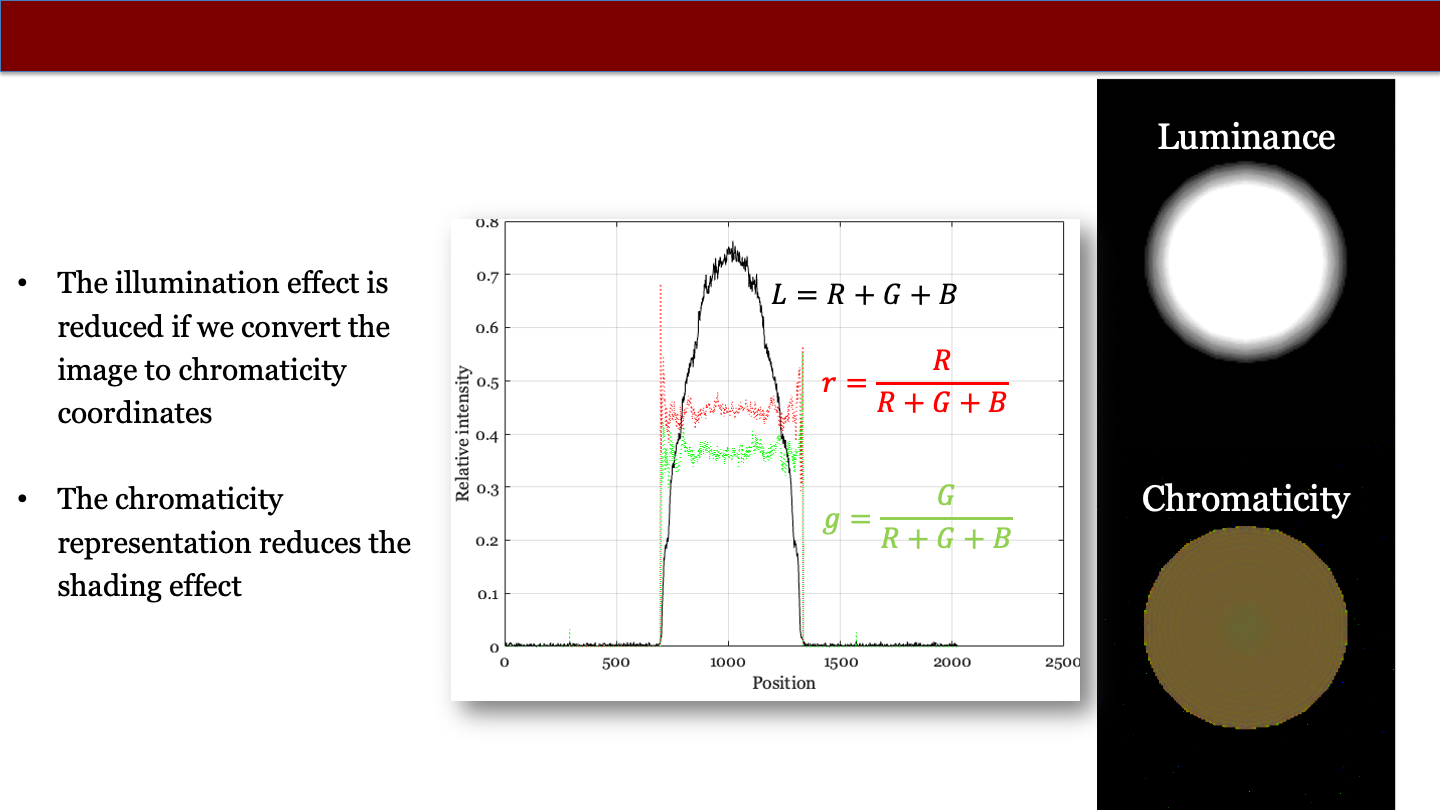 • The illumination effect is
reduced if we convert the
image to chromaticity
coordinates
• The chromaticity
representation reduces the
shading effect
0.8
0.7
0.6
0.5
0.4
0.3
0.2
0.1
0
Relative intensity
0 500 1000 1500 2000 2500
Position
L = R + G + B
r = R / (R + G + B)
g = G / (R + G + B)
Luminance
Chromaticity